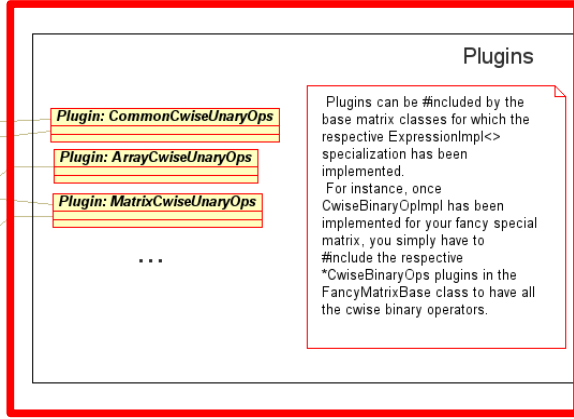 Plugins
Plugin: CommonCwiseUnaryOps
Plugin: ArrayCwiseUnaryOps
Plugin: MatrixCwiseUnaryOps
...
Plugins can be #included by the
base matrix classes for which the
respective ExpressionImpl<>
specialization has been
implemented.
For instance, once
CwiseBinaryOpImpl has been
implemented for your fancy special
matrix, you simply have to
#include the respective
*CwiseBinaryOps plugins in the
FancyMatrixBase class to have all
the cwise binary operators.